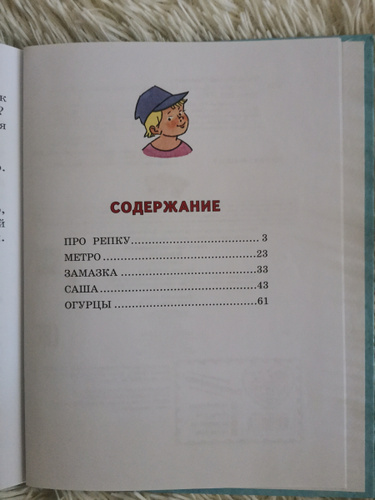 СОДЕРЖАНИЕ
ПРО РЕПКУ..............................3
МЕТРО....................................23
ЗАМАЗКА................................33
САША.....................................43
ОГУРЦЫ.................................61
к
?
я
.
,
й
.